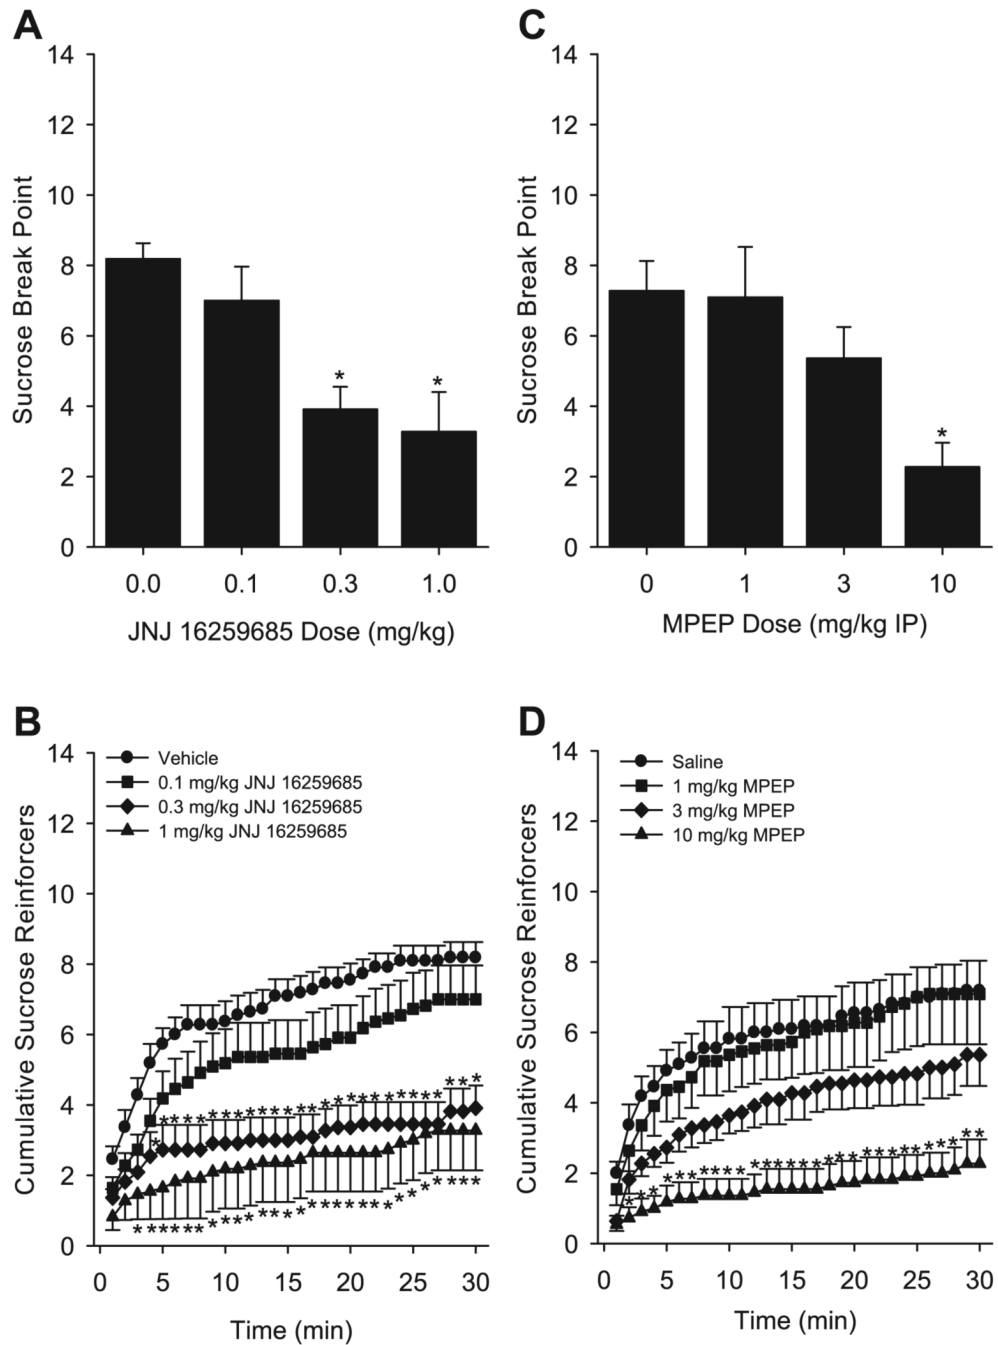 A
14
12
10
8
6
4
2
0
Sucrose Break Point
*
*
0.0 0.1 0.3 1.0
JNJ 16259685 Dose (mg/kg)
C
14
12
10
8
6
4
2
0
Sucrose Break Point
*
0 1 3 10
MPEP Dose (mg/kg IP)
B
14
12
10
8
6
4
2
0
Cumulative Sucrose Reinforcers
Vehicle
0.1 mg/kg JNJ 16259685
0.3 mg/kg JNJ 16259685
1 mg/kg JNJ 16259685
0 5 10 15 20 25 30
Time (min)
D
14
12
10
8
6
4
2
0
Cumulative Sucrose Reinforcers
Saline
1 mg/kg MPEP
3 mg/kg MPEP
10 mg/kg MPEP
0 5 10 15 20 25 30
Time (min)